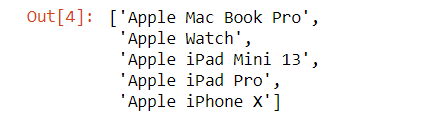 Out[4]: ['Apple Mac Book Pro',
'Apple Watch',
'Apple iPad Mini 13',
'Apple iPad Pro',
'Apple iPhone X']